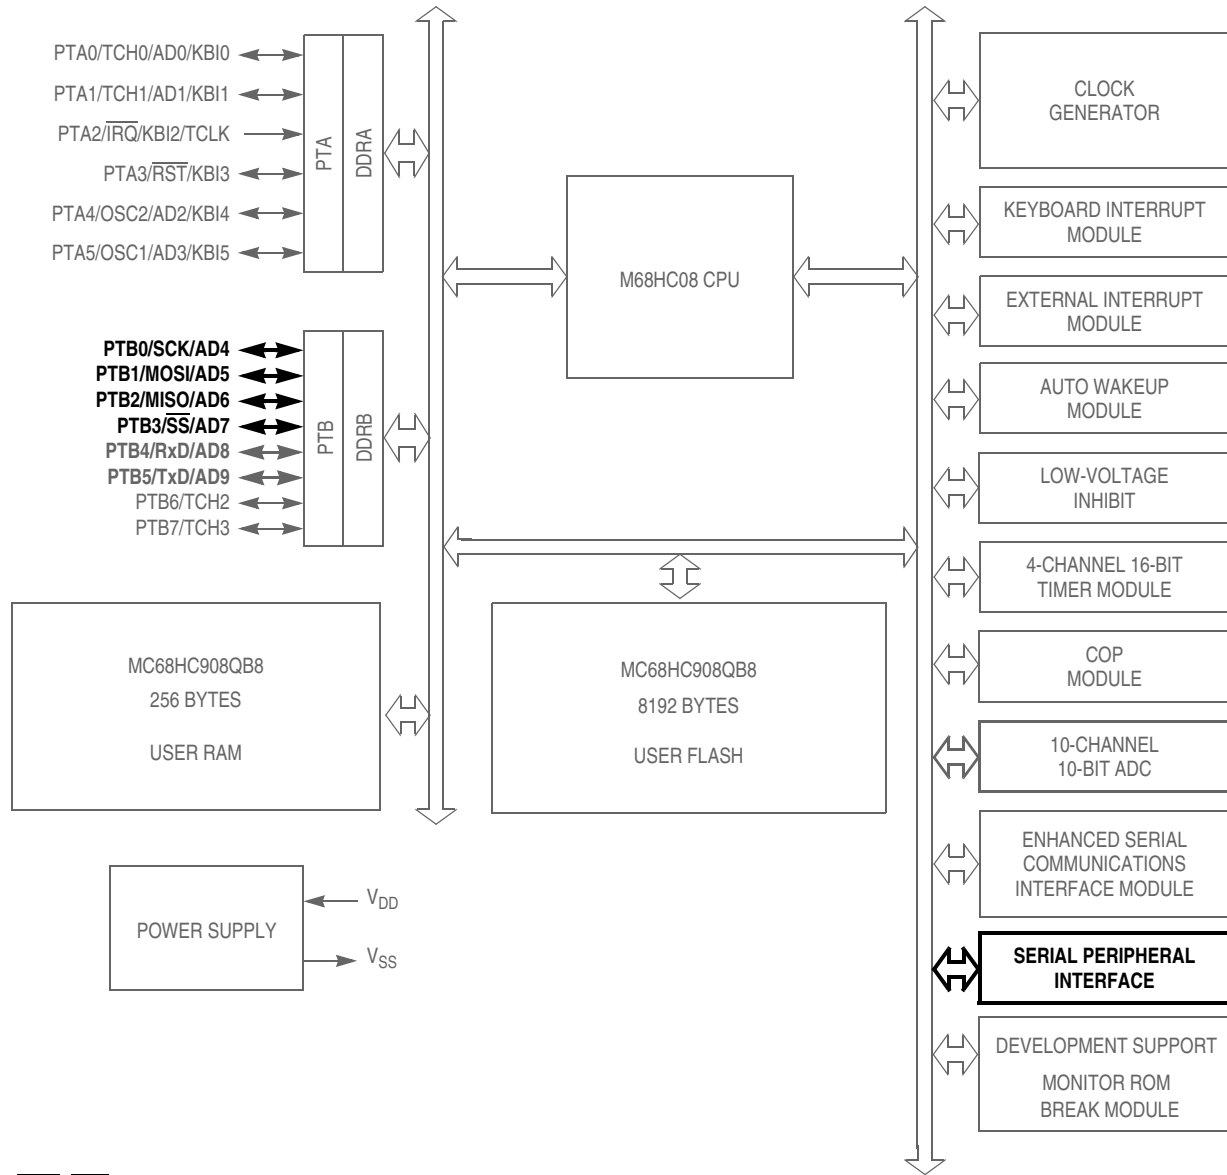 PTA0/TCH0/AD0/KBI0
PTA1/TCH1/AD1/KBI1
PTA2/IRQ/KBI2/TCLK
PTA3/RST/KBI3
PTA4/OSC2/AD2/KBI4
PTA5/OSC1/AD3/KBI5
PTA
DDRA
PTB0/SCK/AD4
PTB1/MOSI/AD5
PTB2/MISO/AD6
PTB3/SS/AD7
PTB4/RxD/AD8
PTB5/TxD/AD9
PTB6/TCH2
PTB7/TCH3
PTB
DDRB
M68HC08 CPU
MC68HC908QB8
256 BYTES
USER RAM
MC68HC908QB8
8192 BYTES
USER FLASH
POWER SUPPLY
VDD
VSS
CLOCK
GENERATOR
KEYBOARD INTERRUPT
MODULE
EXTERNAL INTERRUPT
MODULE
AUTO WAKEUP
MODULE
LOW-VOLTAGE
INHIBIT
4-CHANNEL 16-BIT
TIMER MODULE
COP
MODULE
10-CHANNEL
10-BIT ADC
ENHANCED SERIAL
COMMUNICATIONS
INTERFACE MODULE
SERIAL PERIPHERAL
INTERFACE
DEVELOPMENT SUPPORT
MONITOR ROM
BREAK MODULE